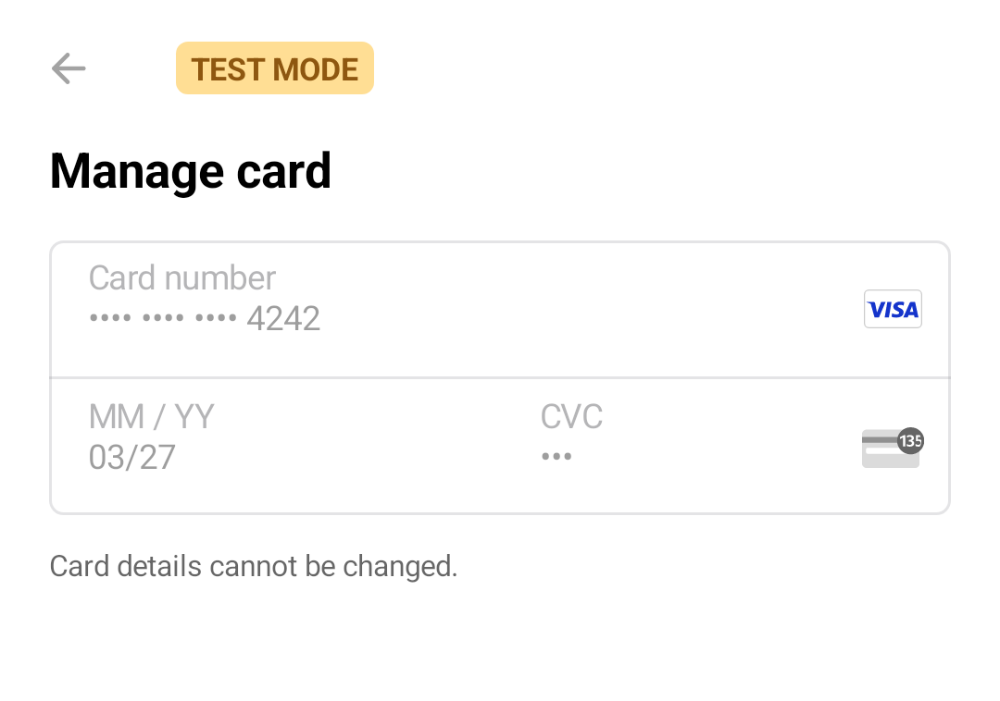 TEST MODE
Manage card
Card number
•••• •••• •••• 4242
VISA
MM / YY
CVC
03/27
•••
135
Card details cannot be changed.